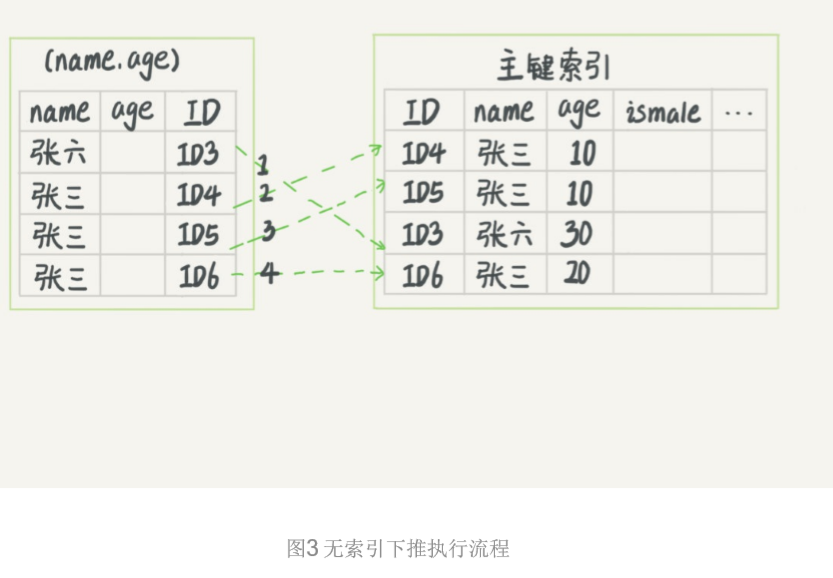 (name.age)
name age ID
张六 ID3
张三 ID4
张三 ID5
张三 ID6
1
2
3
4
主键索引
ID name age ismale ...
ID4 张三 10
ID5 张三 10
ID3 张六 30
ID6 张三 20
图3 无索引下推执行流程